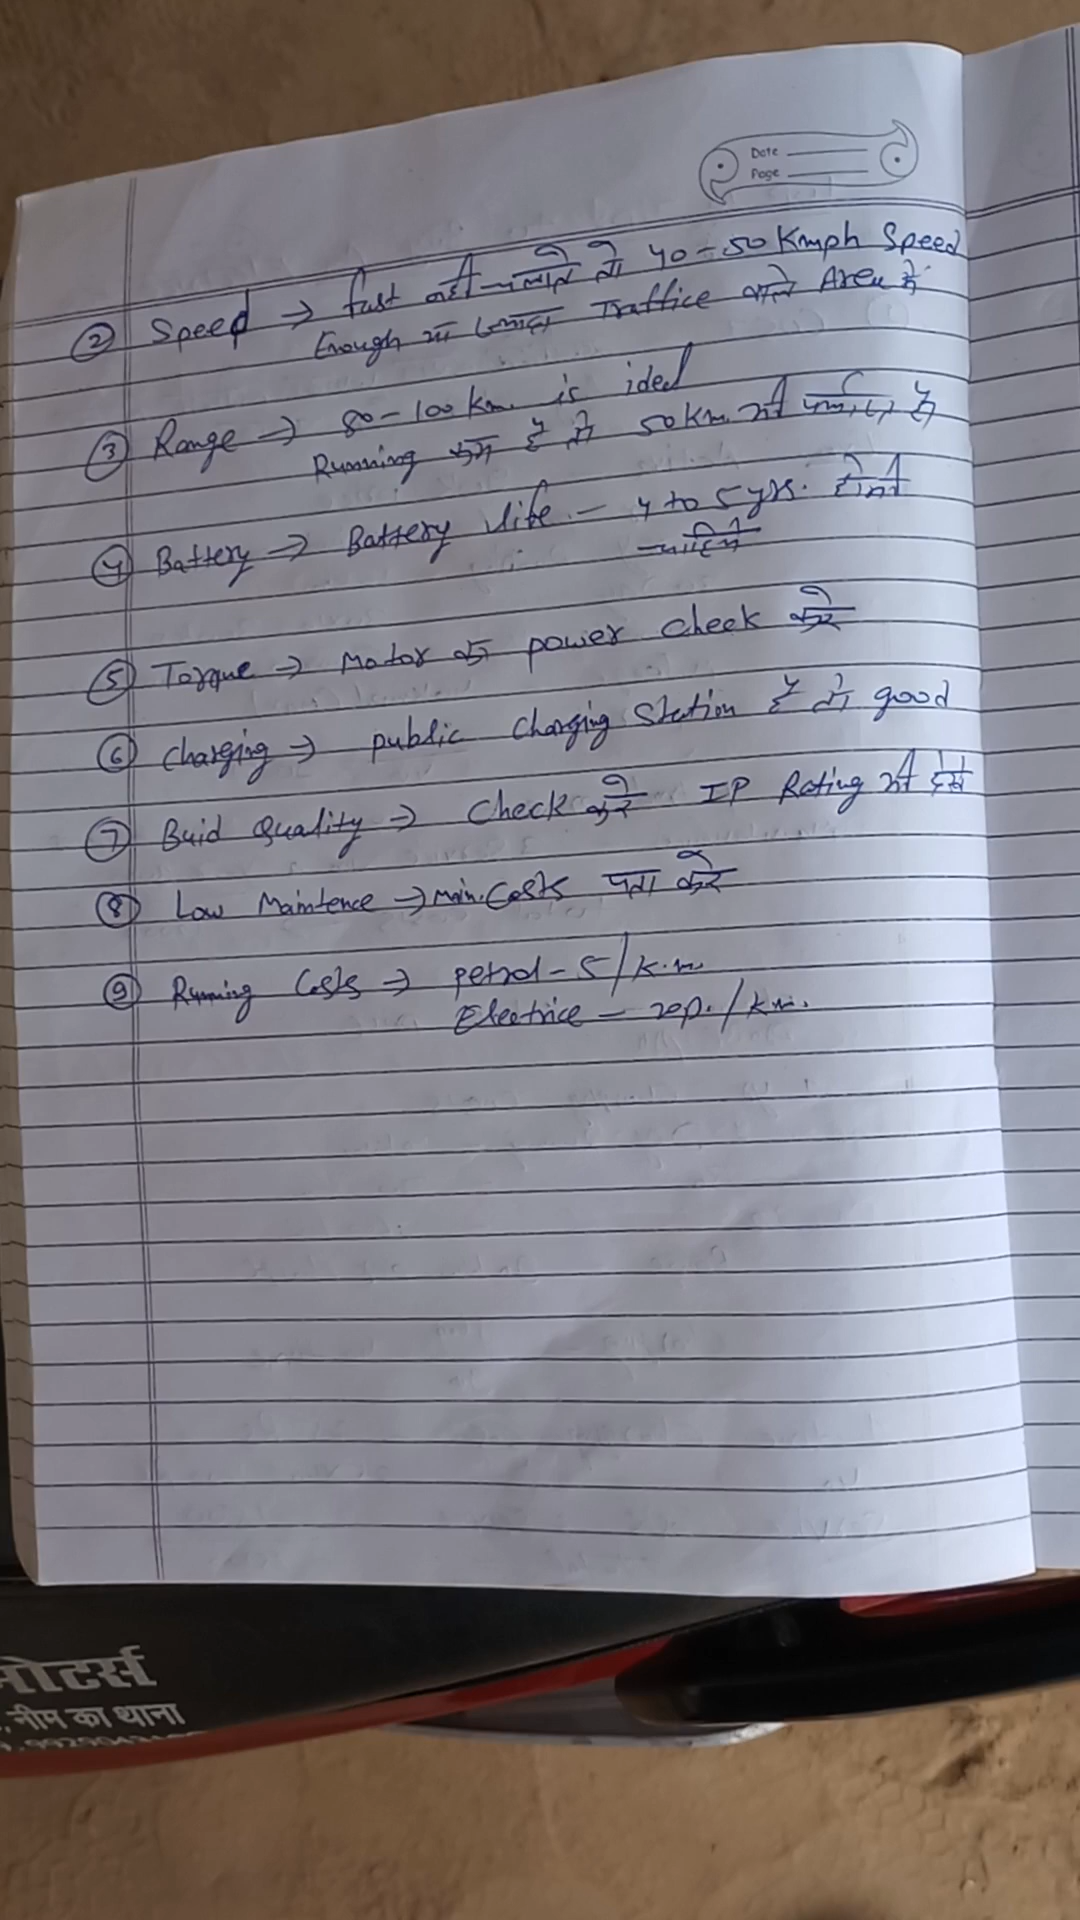 Date
Page
② Speed → fast नहीं चलाने तो 40-50 Kmph Speed
Enough या ज्यादा Traffice वाले Area में
③ Range → 80-100 km. is ideal
Running कम है तो 50 km. भी पर्याप्त है
④ Battery → Battery life - 4 to 5 yrs. होनी
चाहिये
⑤ Torque → Motor का power check करे
⑥ Charging → public Charging Station है तो good
⑦ Buid Quality → Check करे IP Rating भी देखें
⑧ Low Maintence → Main. Costs पता करे
⑨ Running Costs → petrol - 5/k.m.
Electrice - 20p./km.
मोटर्स
, नीम का थाना